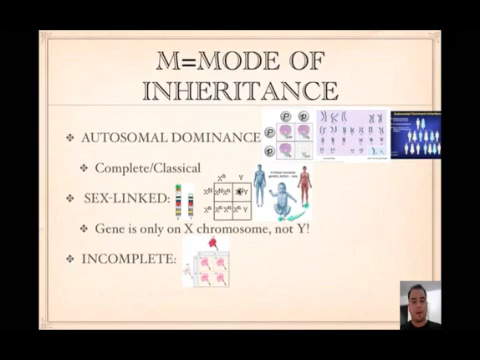 M=MODE OF
INHERITANCE
AUTOSOMAL DOMINANCE
Complete/Classical
SEX-LINKED:
Gene is only on X chromosome, not Y!
INCOMPLETE: